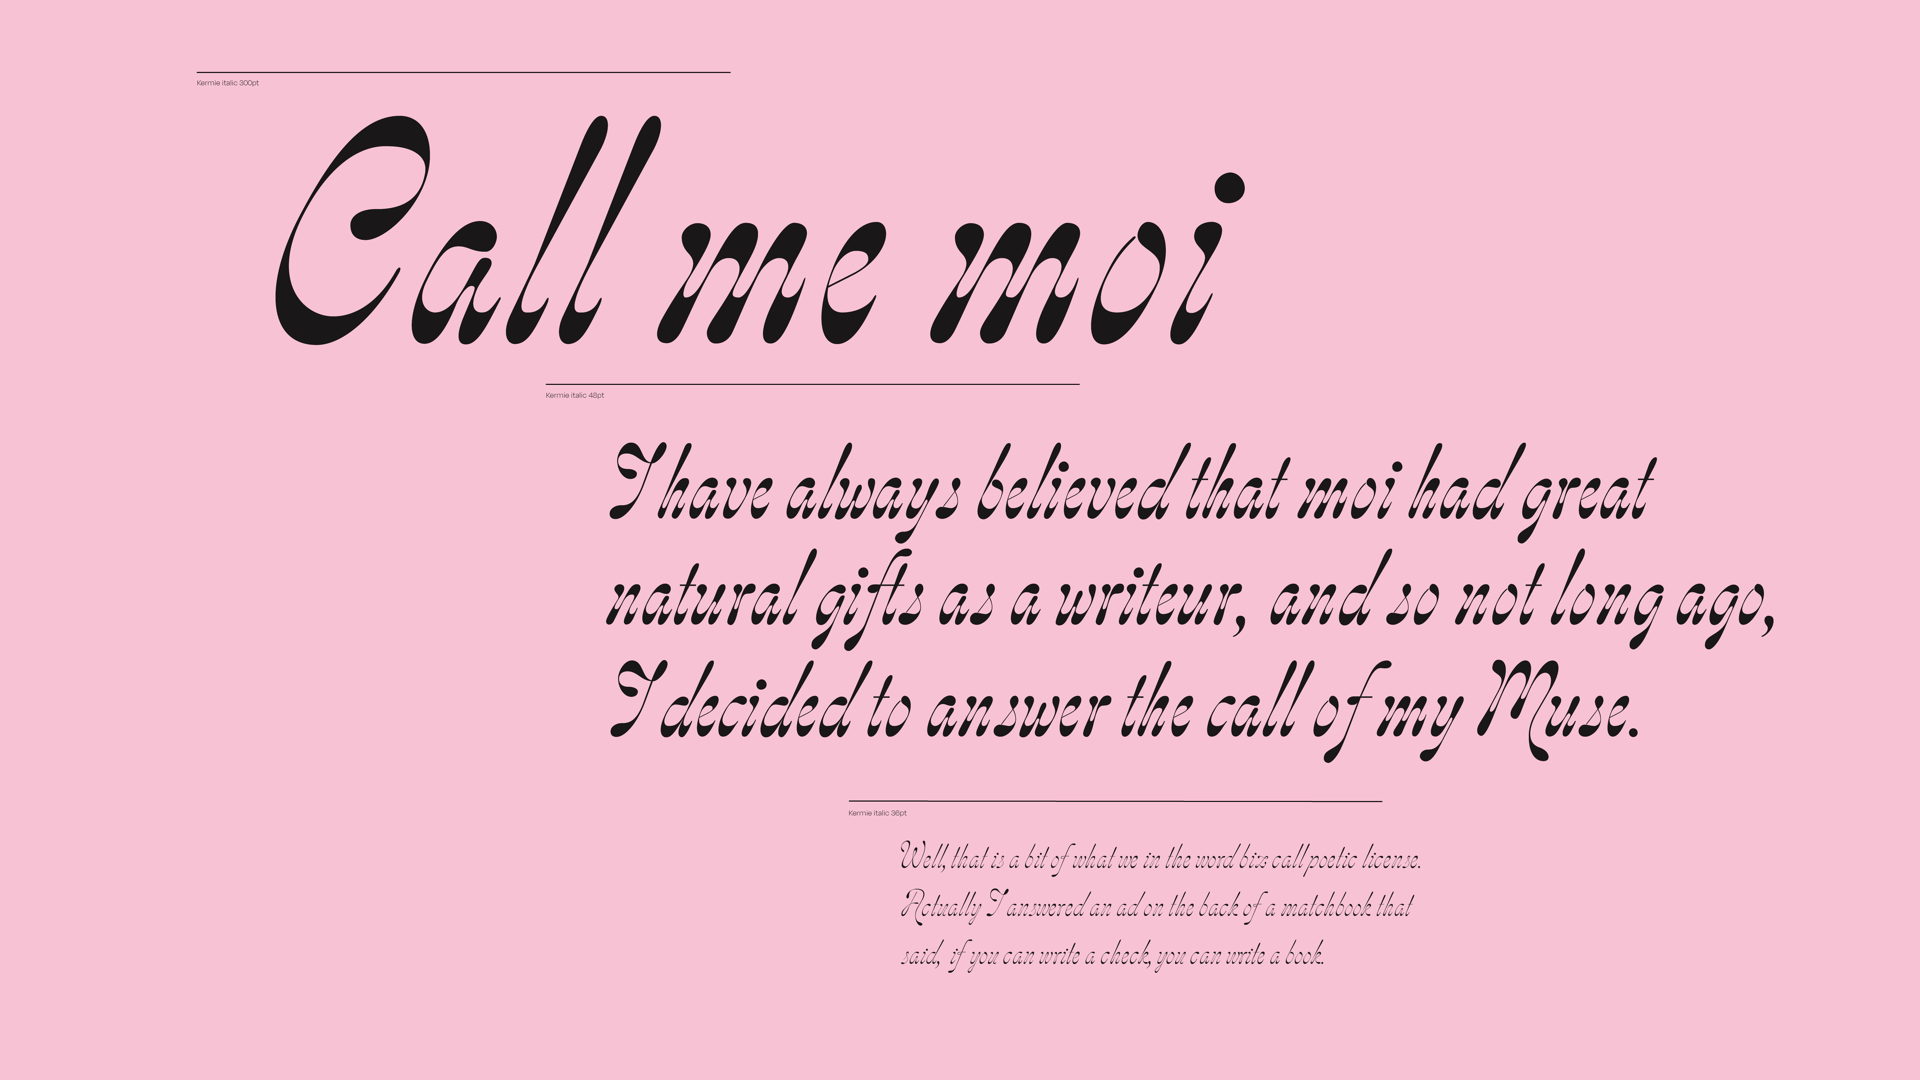 Kermie italic 300pt
Call me moi
Kermie italic 48pt
I have always believed that moi had great
natural gifts as a writeur, and so not long ago,
I decided to answer the call of my Muse.
Kermie italic 36pt
Well, that is a bit of what we in the word biz call poetic license.
Actually I answered an ad on the back of a matchbook that
said, if you can write a check, you can write a book.